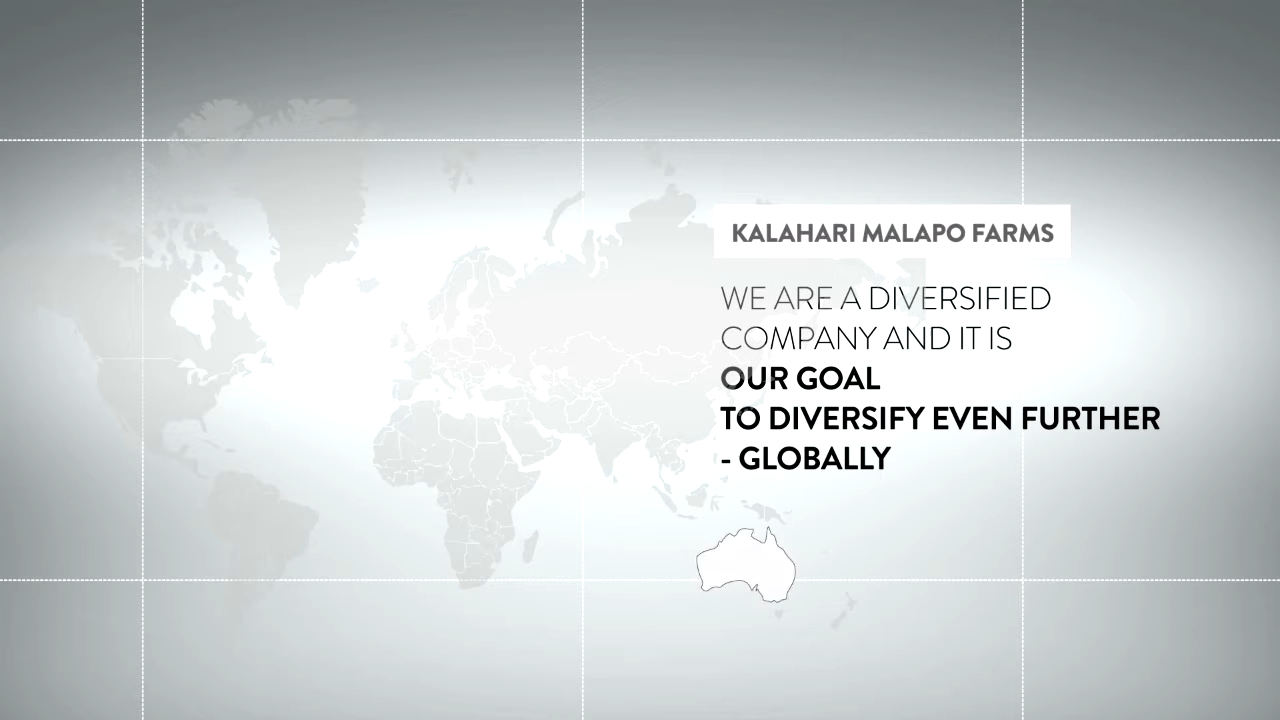 KALAHARI MALAPO FARMS
WE ARE A DIVERSIFIED
COMPANY AND IT IS
OUR GOAL
TO DIVERSIFY EVEN FURTHER
- GLOBALLY